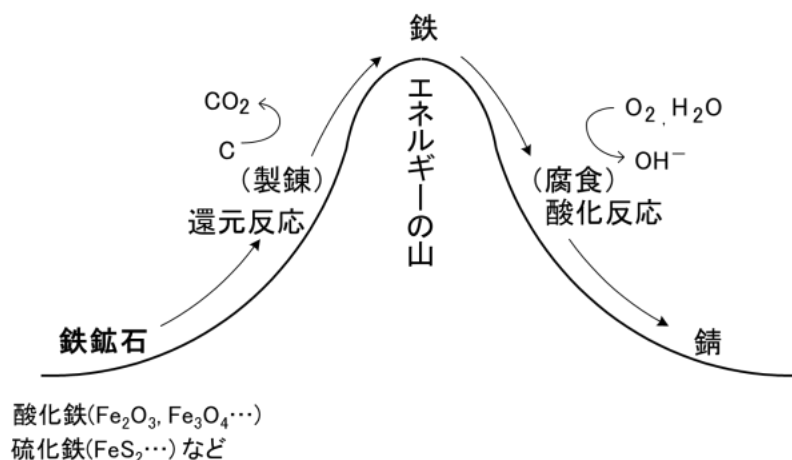 鉄
エネルギーの山
CO₂
C
(製錬)
還元反応
鉄鉱石
O₂, H₂O
OH⁻
(腐食)
酸化反応
錆
酸化鉄(Fe₂O₃, Fe₃O₄…)
硫化鉄(FeS₂…)など